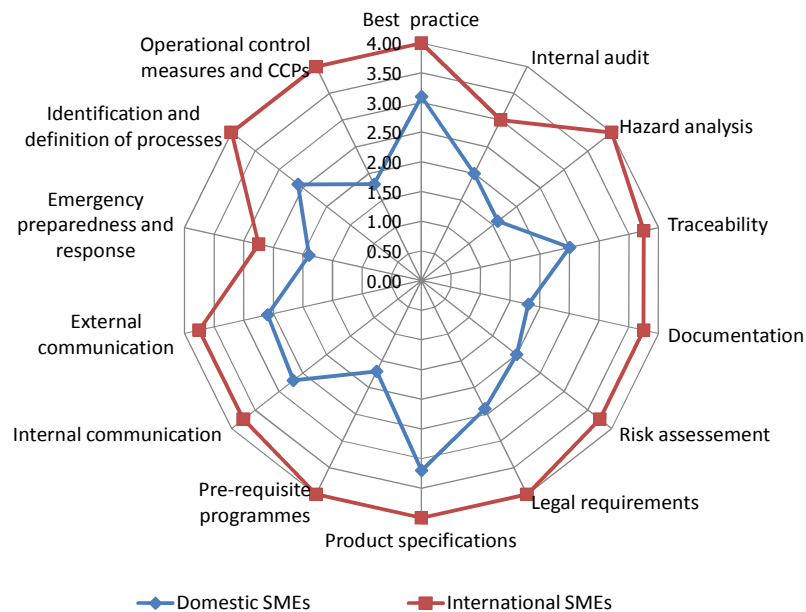 Best practice
Internal audit
Hazard analysis
Traceability
Documentation
Risk assessement
Legal requirements
Product specifications
Pre-requisite
programmes
Internal communication
External
communication
Emergency
preparedness and
response
Identification and
definition of processes
Operational control
measures and CCPs
4.00
3.50
3.00
2.50
2.00
1.50
1.00
0.50
0.00
Domestic SMEs
International SMEs